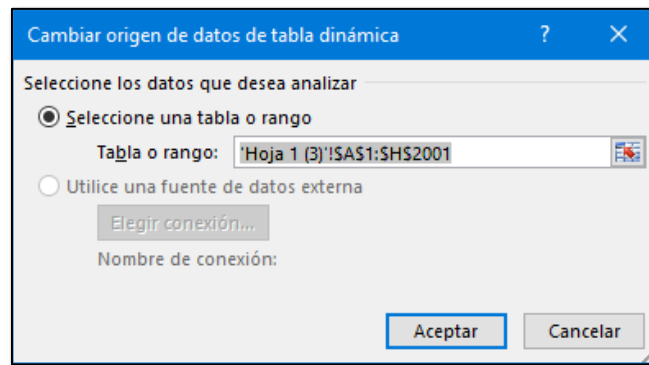 Cambiar origen de datos de tabla dinámica ?
Seleccione los datos que desea analizar
Seleccione una tabla o rango
Tabla o rango: 'Hoja 1 (3)'!$A$1:$H$2001
Utilice una fuente de datos externa
Elegir conexión...
Nombre de conexión:
Aceptar Cancelar